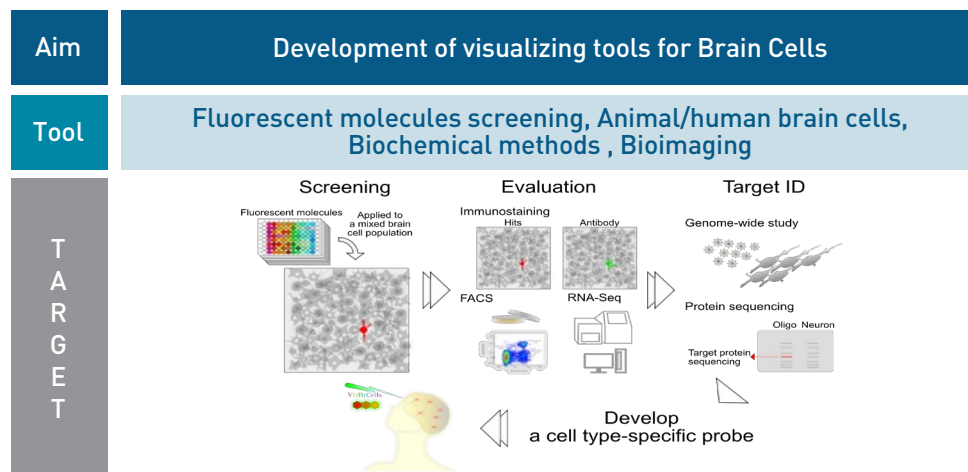 Aim
Development of visualizing tools for Brain Cells
Tool
Fluorescent molecules screening, Animal/human brain cells,
Biochemical methods , Bioimaging
TARGET
Screening
Fluorescent molecules
Applied to
a mixed brain
cell population
Evaluation
Immunostaining
Hits
Antibody
FACS
RNA-Seq
Target ID
Genome-wide study
Protein sequencing
Oligo Neuron
Target protein
sequencing
Develop
a cell type-specific probe
VisBrCells